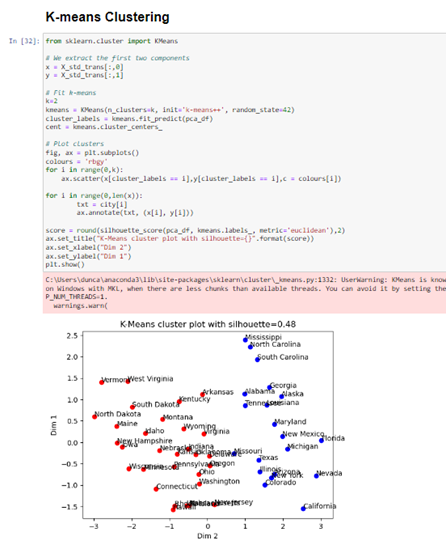 K-means Clustering
In [32]: from sklearn.cluster import KMeans
# We extract the first two components
x = X_std_trans[:,0]
y = X_std_trans[:,1]
# Fit k-means
k=2
kmeans = KMeans(n_clusters=k, init='k-means++', random_state=42)
cluster_labels = kmeans.fit_predict(pca_df)
cent = kmeans.cluster_centers_
# Plot clusters
fig, ax = plt.subplots()
colours = 'rbgy'
for i in range(0,k):
ax.scatter(x[cluster_labels == i],y[cluster_labels == i],c = colours[i])
for i in range(0,len(x)):
txt = city[i]
ax.annotate(txt, (x[i], y[i]))
score = round(silhouette_score(pca_df, kmeans.labels_, metric='euclidean'),2)
ax.set_title("K-Means cluster plot with silhouette={}".format(score))
ax.set_xlabel("Dim 2")
ax.set_ylabel("Dim 1")
plt.show()
C:\Users\dunca\anaconda3\lib\site-packages\sklearn\cluster\_kmeans.py:1332: UserWarning: KMeans is know
on Windows with MKL, when there are less chunks than available threads. You can avoid it by setting the
P_NUM_THREADS=1.
warnings.warn(
K-Means cluster plot with silhouette=0.48
2.5
Mississippi
North Carolina
2.0
South Carolina
1.5
Vermont
West Virginia
Georgia
Arkansas
Alabama
Alaska
1.0
Kentucky
South Dakota
Tennessee
Louisiana
North Dakota
Montana
0.5
Maine
Idaho
Wyoming
Virginia
Maryland
New Mexico
Florida
0.0
New Hampshire
Iowa
Nebraska
Indiana
Missouri
Michigan
Texas
-0.5
Wisconsin
Minnesota
Pennsylvania
Oregon
Ohio
Illinois
Arizona
New York
Nevada
Washington
Colorado
-1.0
Connecticut
-1.5
New Jersey
California
Hawaii
Dim 1
-3 -2 -1 0 1 2 3
Dim 2